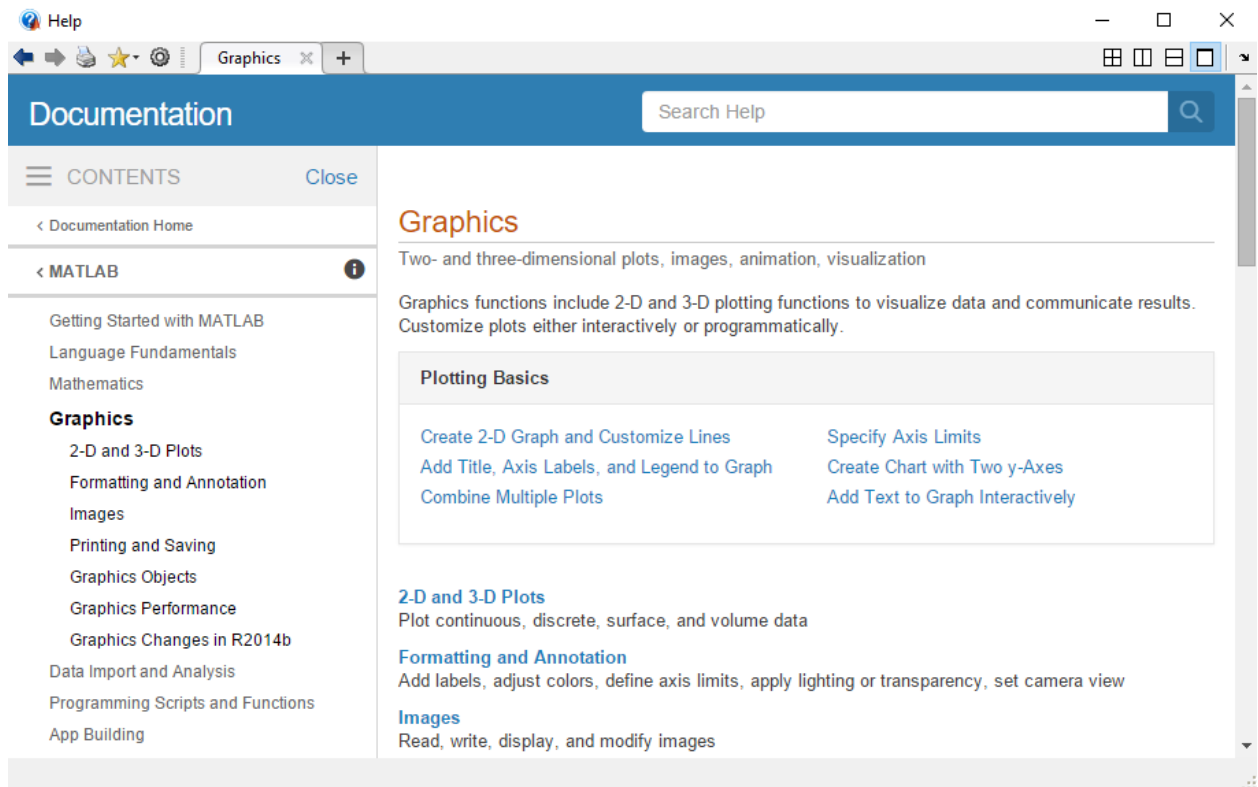 Help
Graphics
Documentation
Search Help
CONTENTS Close
< Documentation Home
< MATLAB
Getting Started with MATLAB
Language Fundamentals
Mathematics
Graphics
2-D and 3-D Plots
Formatting and Annotation
Images
Printing and Saving
Graphics Objects
Graphics Performance
Graphics Changes in R2014b
Data Import and Analysis
Programming Scripts and Functions
App Building
Graphics
Two- and three-dimensional plots, images, animation, visualization
Graphics functions include 2-D and 3-D plotting functions to visualize data and communicate results.
Customize plots either interactively or programmatically.
Plotting Basics
Create 2-D Graph and Customize Lines
Add Title, Axis Labels, and Legend to Graph
Combine Multiple Plots
Specify Axis Limits
Create Chart with Two y-Axes
Add Text to Graph Interactively
2-D and 3-D Plots
Plot continuous, discrete, surface, and volume data
Formatting and Annotation
Add labels, adjust colors, define axis limits, apply lighting or transparency, set camera view
Images
Read, write, display, and modify images